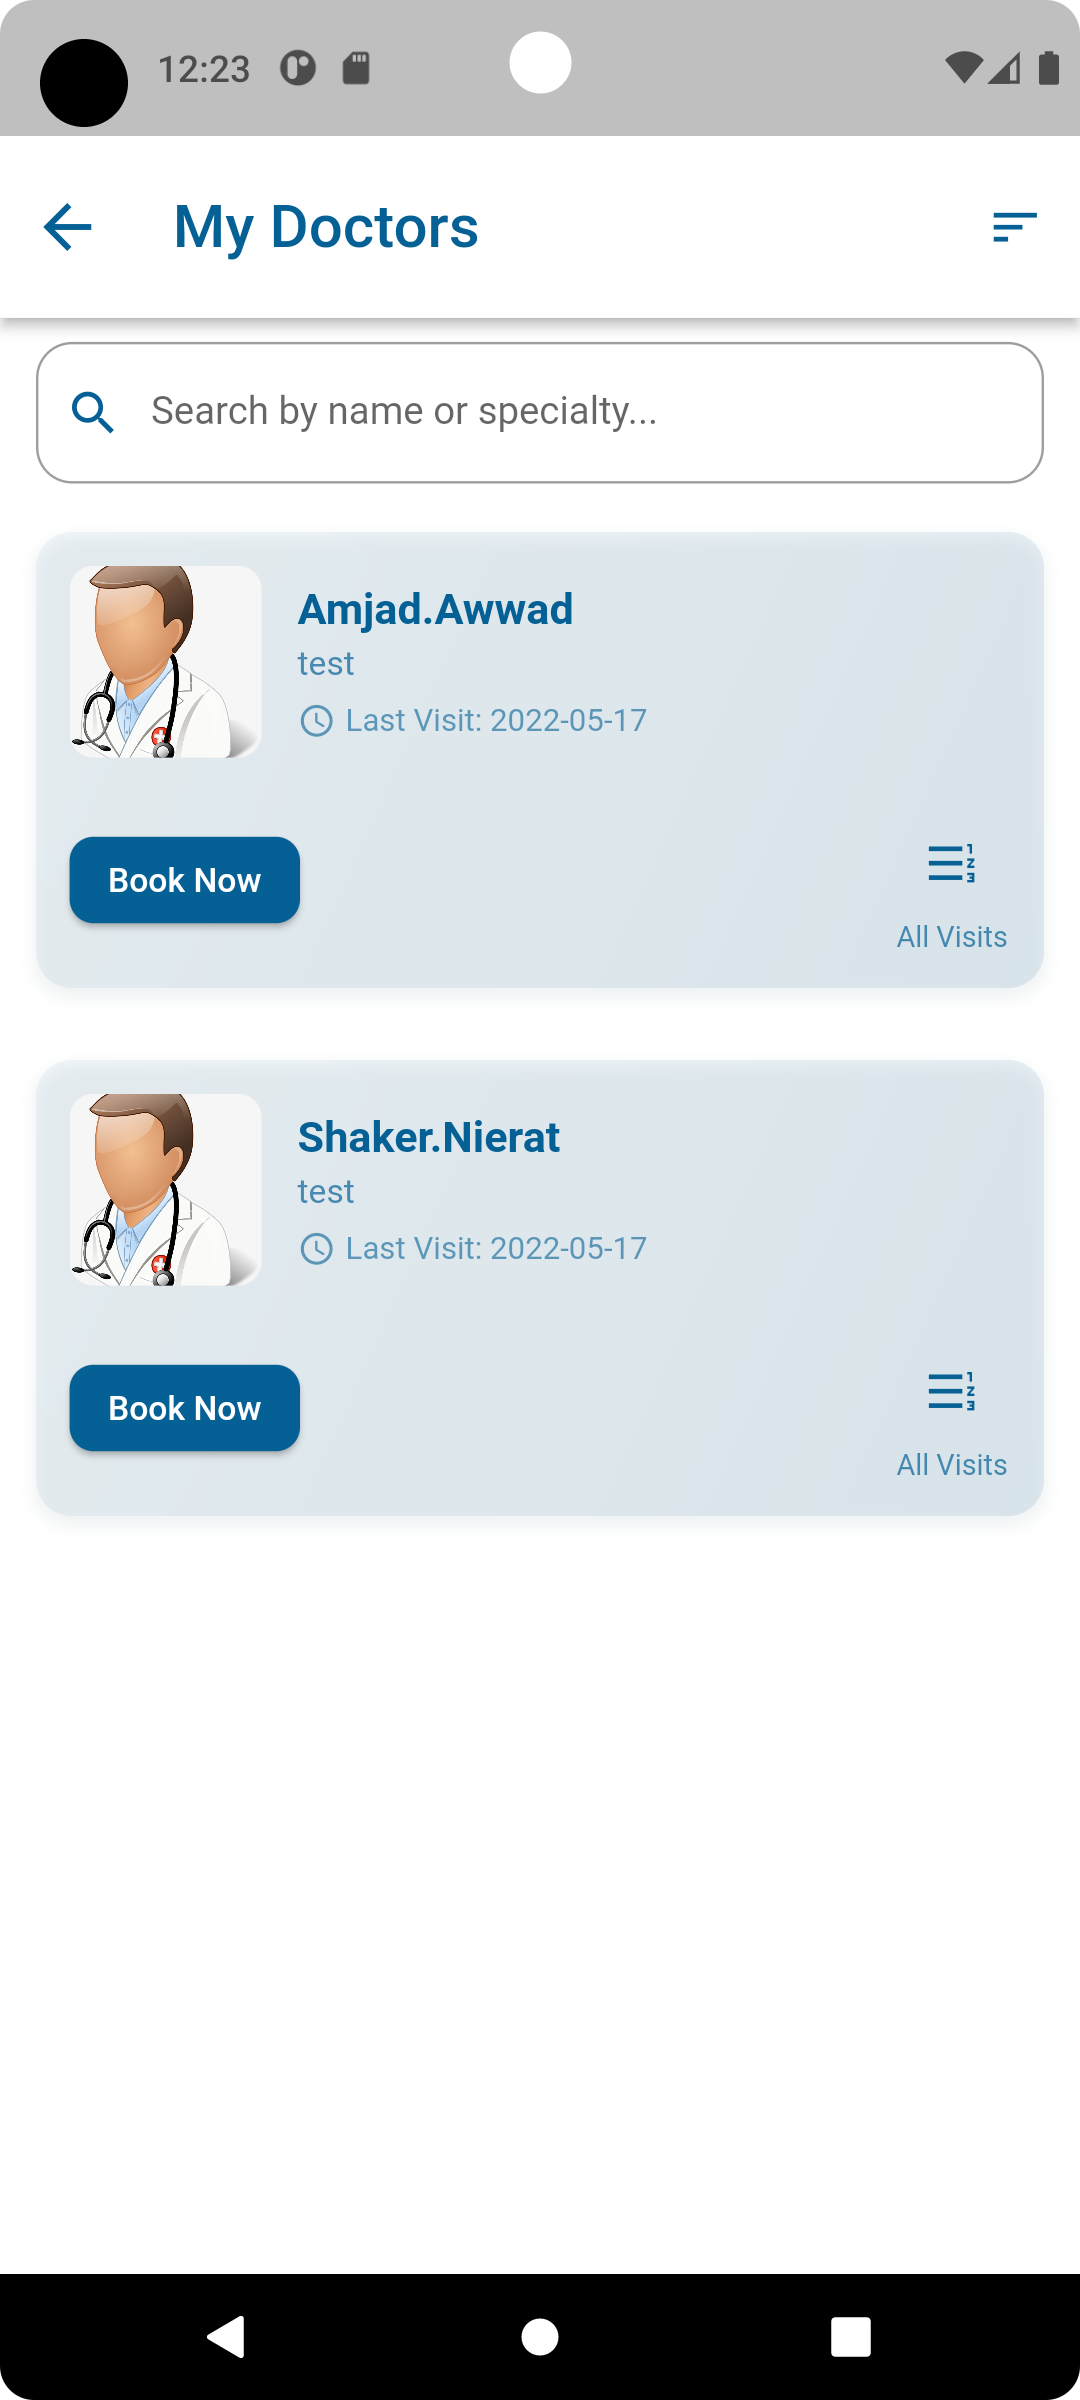 12:23
My Doctors
Search by name or specialty...
Amjad.Awwad
test
Last Visit: 2022-05-17
Book Now
All Visits
Shaker.Nierat
test
Last Visit: 2022-05-17
Book Now
All Visits